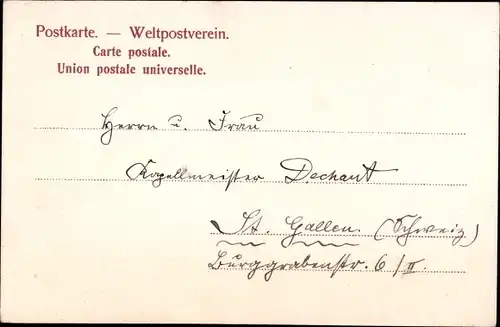 Postkarte. — Weltpostverein.
Carte postale.
Union postale universelle.
Herrn u. Frau
Kapellmeister Dechant
St. Gallen. (Schweiz)
Burggrabenstr. 6/II.